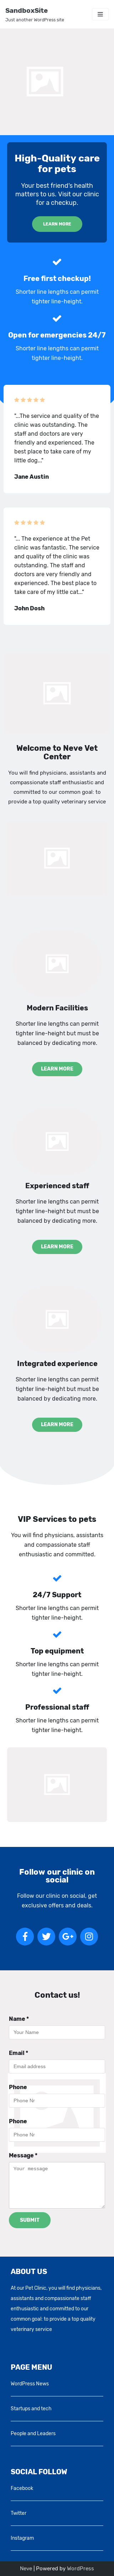 SandboxSite
Just another WordPress site
High-Quality care
for pets
Your best friend’s health
matters to us. Visit our clinic
for a checkup.
LEARN MORE
Free first checkup!
Shorter line lengths can permit
tighter line-height.
Open for emergencies 24/7
Shorter line lengths can permit
tighter line-height.
“…The service and quality of the
clinic was outstanding. The
staff and doctors are very
friendly and experienced. The
best place to take care of my
little dog…”
Jane Austin
“… The experience at the Pet
clinic was fantastic. The service
and quality of the clinic was
outstanding. The staff and
doctors are very friendly and
experienced. The best place to
take care of my little cat…”
John Dosh
Welcome to Neve Vet
Center
You will find physicians, assistants and
compassionate staff enthusiastic and
committed to our common goal: to
provide a top quality veterinary service
Modern Facilities
Shorter line lengths can permit
tighter line-height but must be
balanced by dedicating more.
LEARN MORE
Experienced staff
Shorter line lengths can permit
tighter line-height but must be
balanced by dedicating more.
LEARN MORE
Integrated experience
Shorter line lengths can permit
tighter line-height but must be
balanced by dedicating more.
LEARN MORE
VIP Services to pets
You will find physicians, assistants
and compassionate staff
enthusiastic and committed.
24/7 Support
Shorter line lengths can permit
tighter line-height.
Top equipment
Shorter line lengths can permit
tighter line-height.
Professional staff
Shorter line lengths can permit
tighter line-height.
Follow our clinic on
social
Follow our clinic on social, get
exclusive offers and deals.
Contact us!
Name *
Your Name
Email *
Email address
Phone
Phone Nr
Phone
Phone Nr
Message *
Your message
SUBMIT
ABOUT US
At our Pet Clinic, you will find physicians,
assistants and compassionate staff
enthusiastic and committed to our
common goal: to provide a top quality
veterinary service
PAGE MENU
WordPress News
Startups and tech
People and Leaders
SOCIAL FOLLOW
Facebook
Twitter
Instagram
Neve | Powered by WordPress